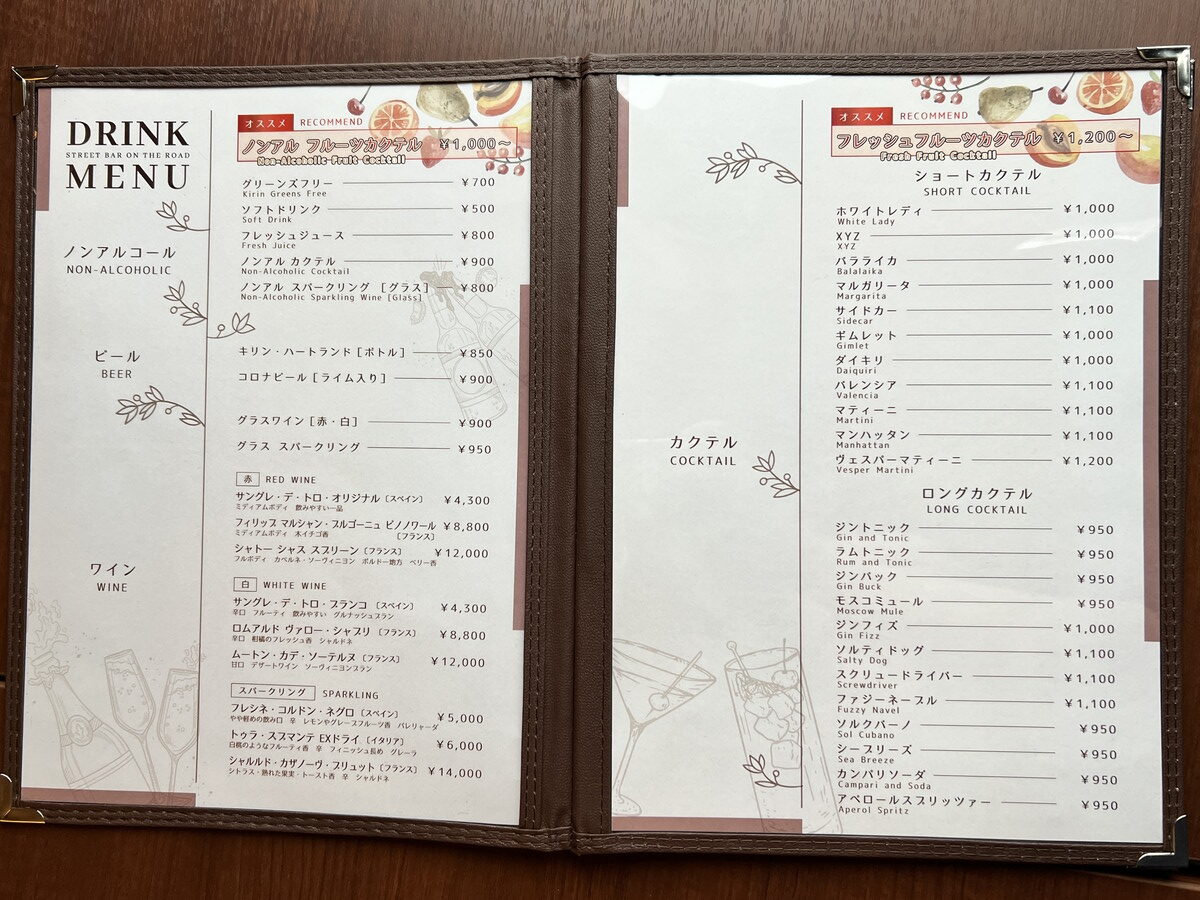 DRINK
STREET BAR ON THE ROAD
MENU
ノンアルコール
NON-ALCOHOLIC
オススメ RECOMMEND
ノンアル フルーツカクテル ¥1,000～
Non-Alcoholic Fruit Cocktail
グリーンズフリー ¥700
Kirin Greens Free
ソフトドリンク ¥500
Soft Drink
フレッシュジュース ¥800
Fresh Juice
ノンアル カクテル ¥900
Non-Alcoholic Cocktail
ノンアル スパークリング [グラス] ¥800
Non-Alcoholic Sparkling Wine [Glass]
ビール
BEER
キリン・ハートランド [ボトル] ¥850
コロナビール [ライム入り] ¥900
ワイン
WINE
グラスワイン [赤・白] ¥900
グラス スパークリング ¥950
赤 RED WINE
サングレ・デ・トロ・オリジナル [スペイン] ¥4,300
ミディアムボディ 飲みやすい一品
フィリップ マルシャン・ブルゴーニュ ピノノワール ¥8,800
ミディアムボディ 木イチゴ香 [フランス]
シャトー シャス スプリーン [フランス] ¥12,000
フルボディ カベルネ・ソーヴィニヨン ボルドー地方 ベリー香
白 WHITE WINE
サングレ・デ・トロ・ブランコ [スペイン] ¥4,300
辛口 フルーティ 飲みやすい グルナッシュブラン
ロムアルド ヴァロー・シャブリ [フランス] ¥8,800
辛口 柑橘のフレッシュ香 シャルドネ
ムートン・カデ・ソーテルヌ [フランス] ¥12,000
甘口 デザートワイン ソーヴィニヨンブラン
スパークリング SPARKLING
フレシネ・コルドン・ネグロ [スペイン] ¥5,000
やや軽めの飲み口 辛 レモンやグレープフルーツ香 パレリャーダ
トゥラ・スプマンテ EXドライ [イタリア] ¥6,000
白桃のようなフルーティ香 辛 フィニッシュ長め グレーラ
シャルルド・カザノーヴ・ブリュット [フランス] ¥14,000
シトラス・熟れた果実・トースト香 辛 シャルドネ
カクテル
COCKTAIL
オススメ RECOMMEND
フレッシュフルーツカクテル ¥1,200～
Fresh Fruit Cocktail
ショートカクテル
SHORT COCKTAIL
ホワイトレディ ¥1,000
White Lady
XYZ ¥1,000
XYZ
バラライカ ¥1,000
Balalaika
マルガリータ ¥1,000
Margarita
サイドカー ¥1,100
Sidecar
ギムレット ¥1,000
Gimlet
ダイキリ ¥1,000
Daiquiri
バレンシア ¥1,100
Valencia
マティーニ ¥1,100
Martini
マンハッタン ¥1,100
Manhattan
ヴェスパーマティーニ ¥1,200
Vesper Martini
ロングカクテル
LONG COCKTAIL
ジントニック ¥950
Gin and Tonic
ラムトニック ¥950
Rum and Tonic
ジンバック ¥950
Gin Buck
モスコミュール ¥950
Moscow Mule
ジンフィズ ¥1,000
Gin Fizz
ソルティドッグ ¥1,100
Salty Dog
スクリュードライバー ¥1,100
Screwdriver
ファジーネーブル ¥1,100
Fuzzy Navel
ソルクバーノ ¥950
Sol Cubano
シーブリーズ ¥950
Sea Breeze
カンパリソーダ ¥950
Campari and Soda
アペロールスプリッツァー ¥950
Aperol Spritz